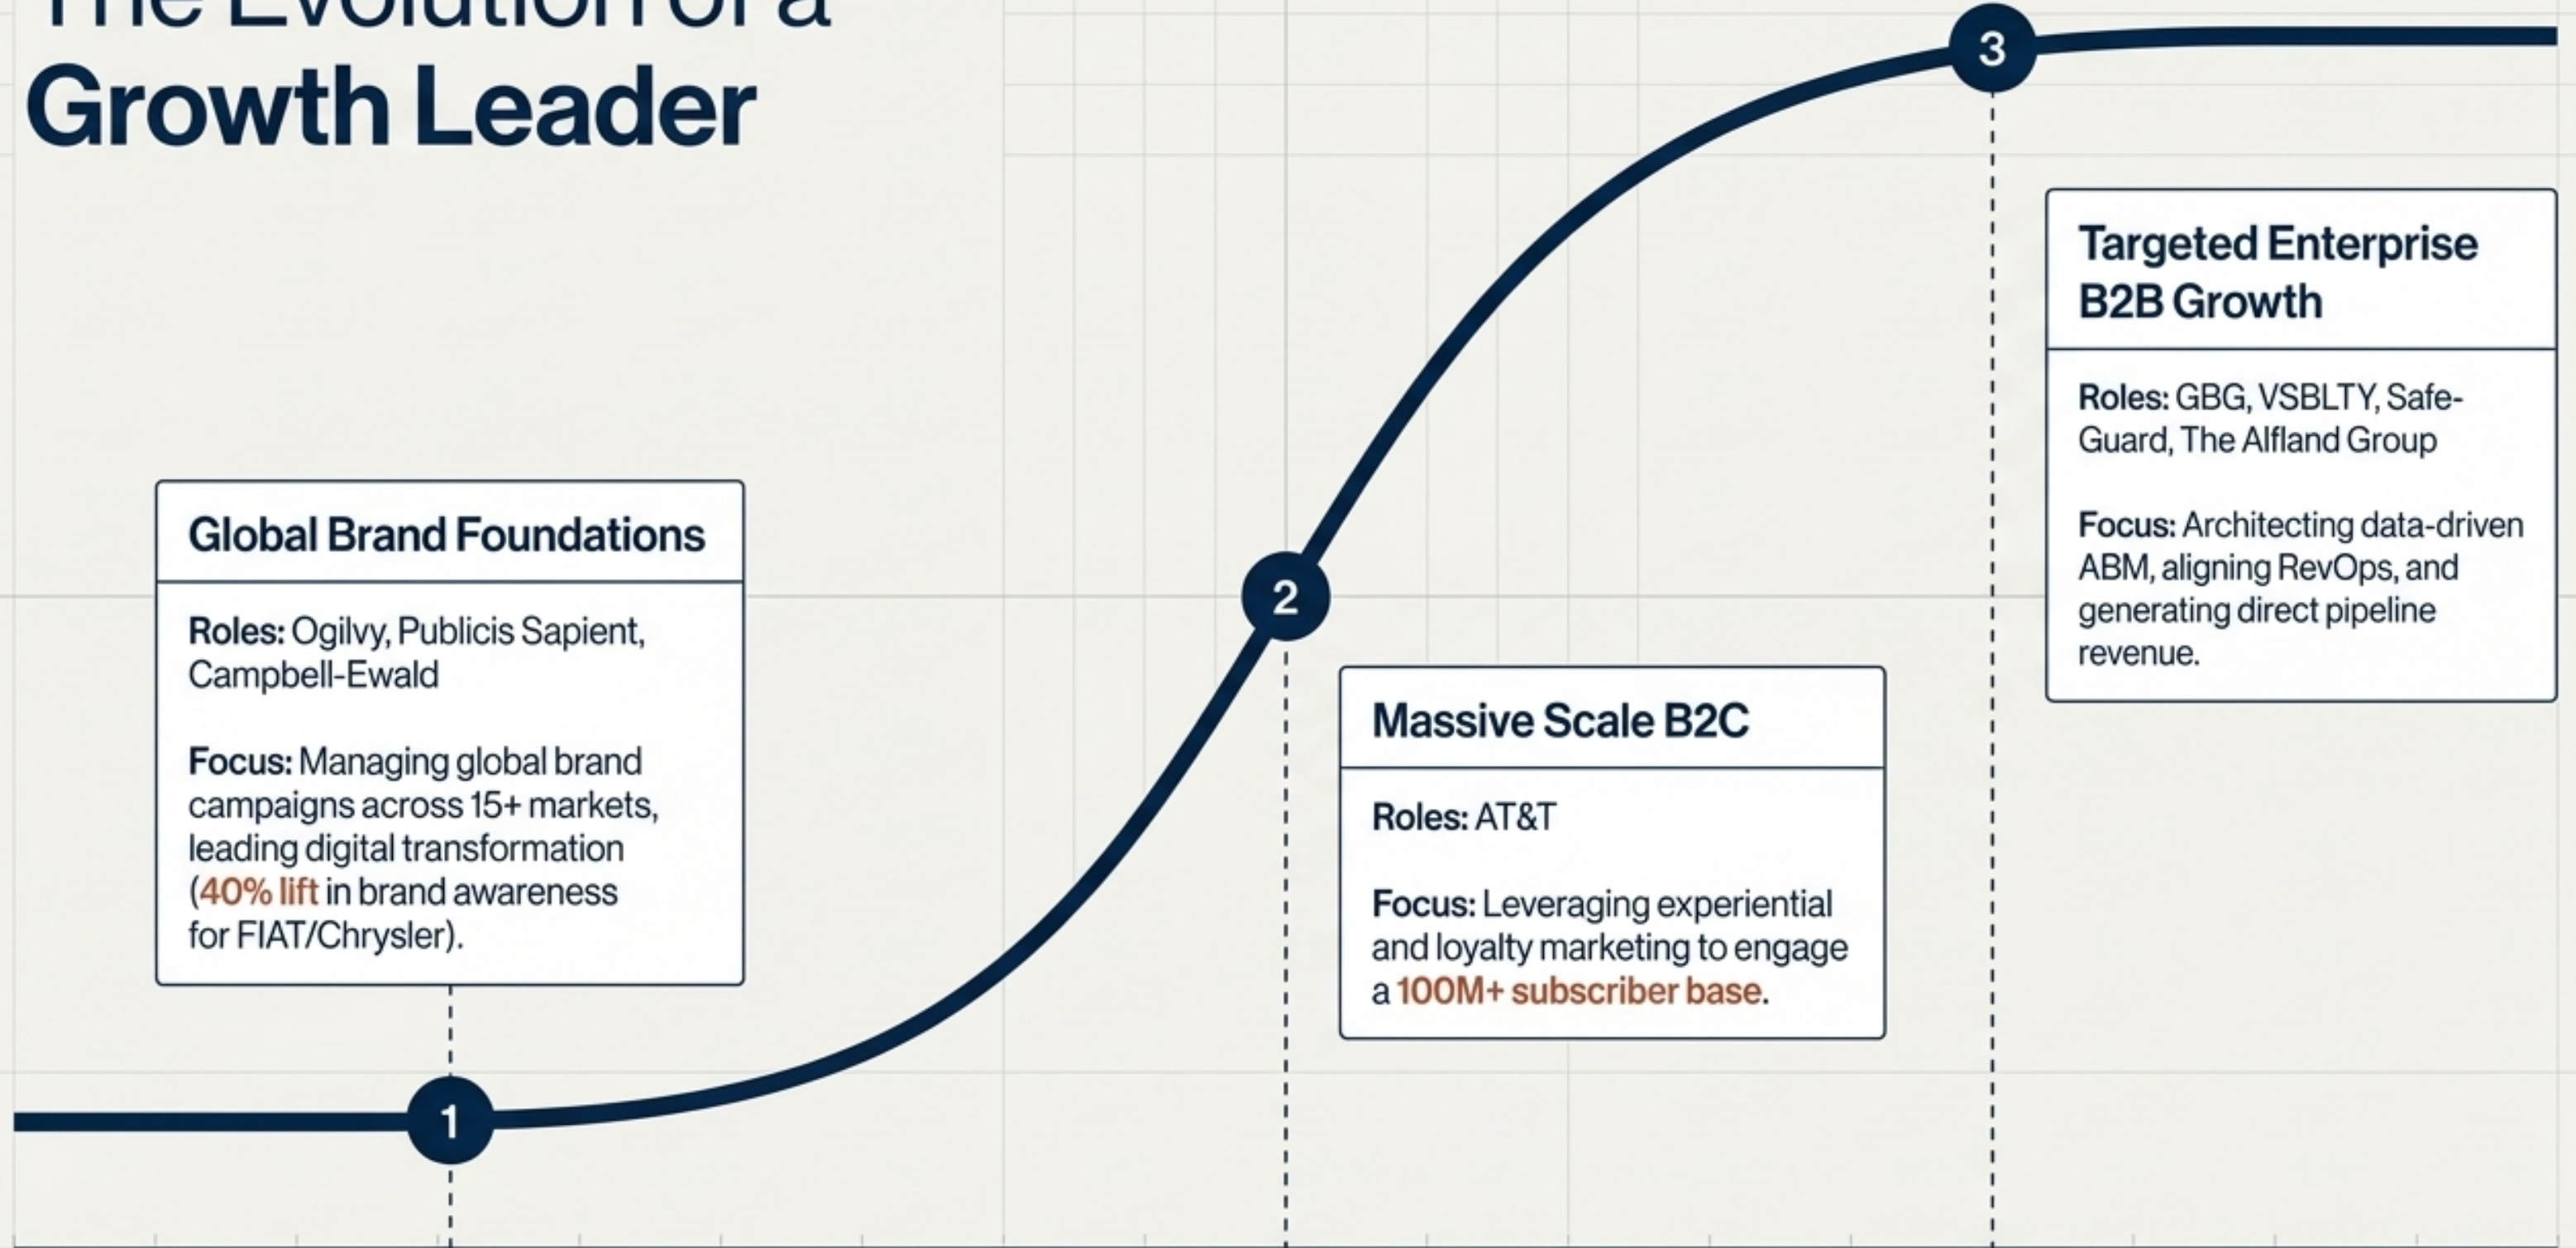 The Evolution of a
Growth Leader
3
Targeted Enterprise
B2B Growth
Roles: GBG, VSBLTY, Safe-
Guard, The Alfland Group
Focus: Architecting data-driven
ABM, aligning RevOps, and
generating direct pipeline
revenue.
Global Brand Foundations
Roles: Ogilvy, Publicis Sapient,
Campbell-Ewald
Focus: Managing global brand
campaigns across 15+ markets,
leading digital transformation
(40% lift in brand awareness
for FIAT/Chrysler).
2
Massive Scale B2C
Roles: AT&T
Focus: Leveraging experiential
and loyalty marketing to engage
a 100M+ subscriber base.
1